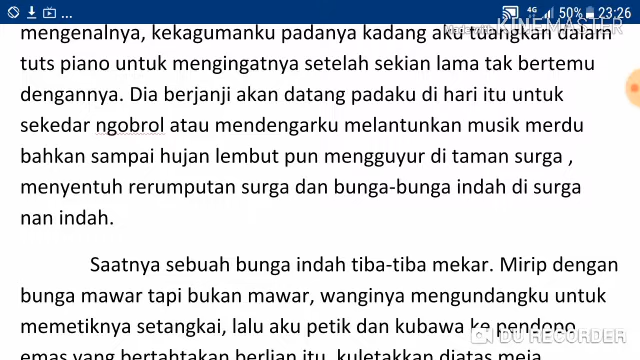 4G 50% 23:26
Made with KINEMASTER
mengenalnya, kekagumanku padanya kadang aku tuangkan dalam
tuts piano untuk mengingatnya setelah sekian lama tak bertemu
dengannya. Dia berjanji akan datang padaku di hari itu untuk
sekedar ngobrol atau mendengarku melantunkan musik merdu
bahkan sampai hujan lembut pun mengguyur di taman surga ,
menyentuh rerumputan surga dan bunga-bunga indah di surga
nan indah.
Saatnya sebuah bunga indah tiba-tiba mekar. Mirip dengan
bunga mawar tapi bukan mawar, wanginya mengundangku untuk
memetiknya setangkai, lalu aku petik dan kubawa ke pendopo
emas yang bertahtakan berlian itu, kuletakkan diatas meja
DU RECORDER